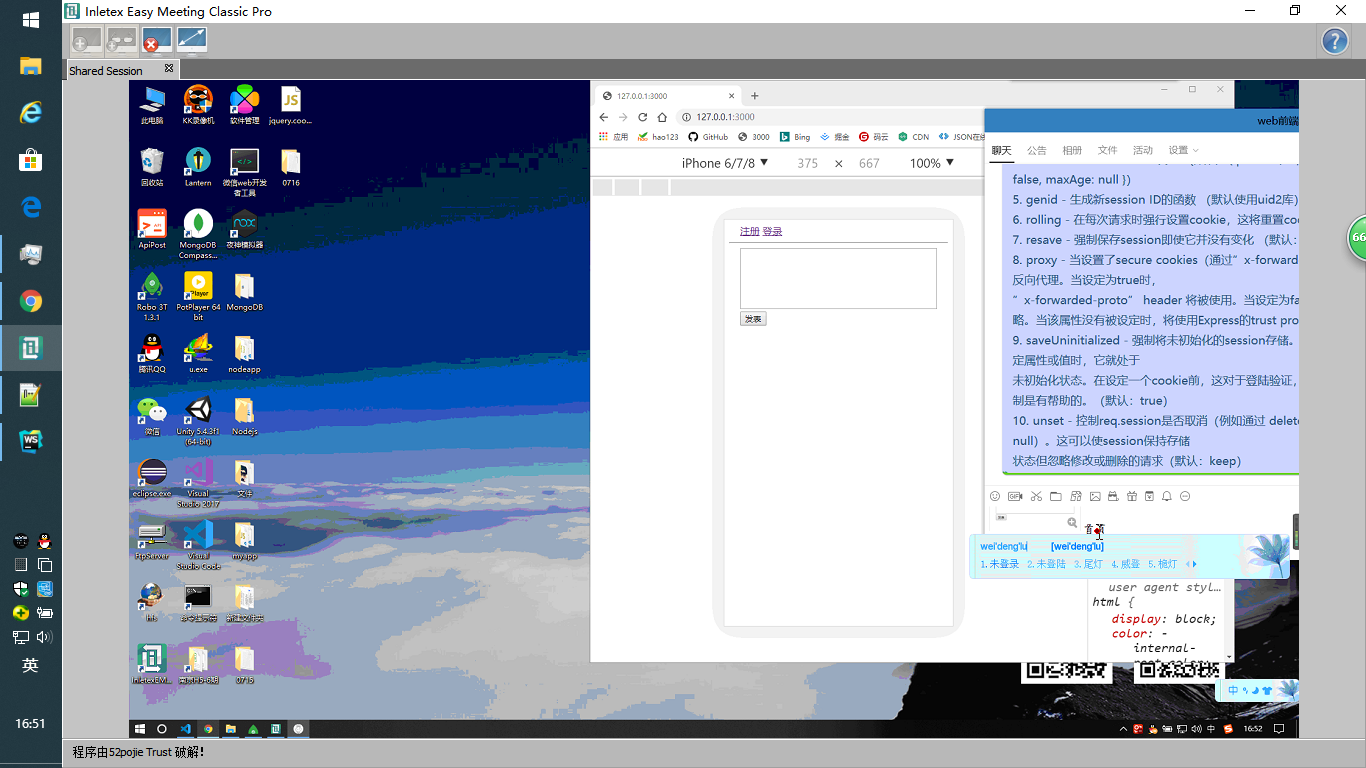 Inletex Easy Meeting Classic Pro
Shared Session
此电脑
KK录像机
软件管理
jquery.coo...
回收站
Lantern
微信web开发者工具
0716
ApiPost
MongoDB Compass...
夜神模拟器
Robo 3T 1.3.1
PotPlayer 64 bit
MongoDB
腾讯QQ
u.exe
nodeapp
微信
Unity 5.4.3f1 (64-bit)
Nodejs
eclipse.exe
Visual Studio 2017
文件
FtpServer
Visual Studio Code
myapp
hfs
命令提示符
新建文件夹
InletexEM...
南京H5-6期
0715
127.0.0.1:3000
127.0.0.1:3000
应用
hao123
GitHub
3000
Bing
掘金
码云
CDN
JSON在线
iPhone 6/7/8 ▼ 375 × 667 100% ▼
注册 登录
发表
web前端
聊天 公告 相册 文件 活动 设置
false, maxAge: null })
5. genid - 生成新session ID的函数 （默认使用uid2库）
6. rolling - 在每次请求时强行设置cookie，这将重置coo
7. resave - 强制保存session即使它并没有变化 （默认：
8. proxy - 当设置了secure cookies（通过”x-forward
反向代理。当设定为true时，
”x-forwarded-proto” header 将被使用。当设定为fa
略。当该属性没有被设定时，将使用Express的trust pro
9. saveUninitialized - 强制将未初始化的session存储。
定属性或值时，它就处于
未初始化状态。在设定一个cookie前，这对于登陆验证，
制是有帮助的。（默认：true）
10. unset - 控制req.session是否取消（例如通过 delete
null）。这可以使session保持存储
状态但忽略修改或删除的请求（默认：keep）
wei'deng'lu [wei'deng'lu]
1.未登录 2.未登陆 3.尾灯 4.威登 5.桅灯
user agent styl…
html {
display: block;
color: -
internal-
中
16:52
中
66
英
16:51
程序由52pojie Trust 破解!